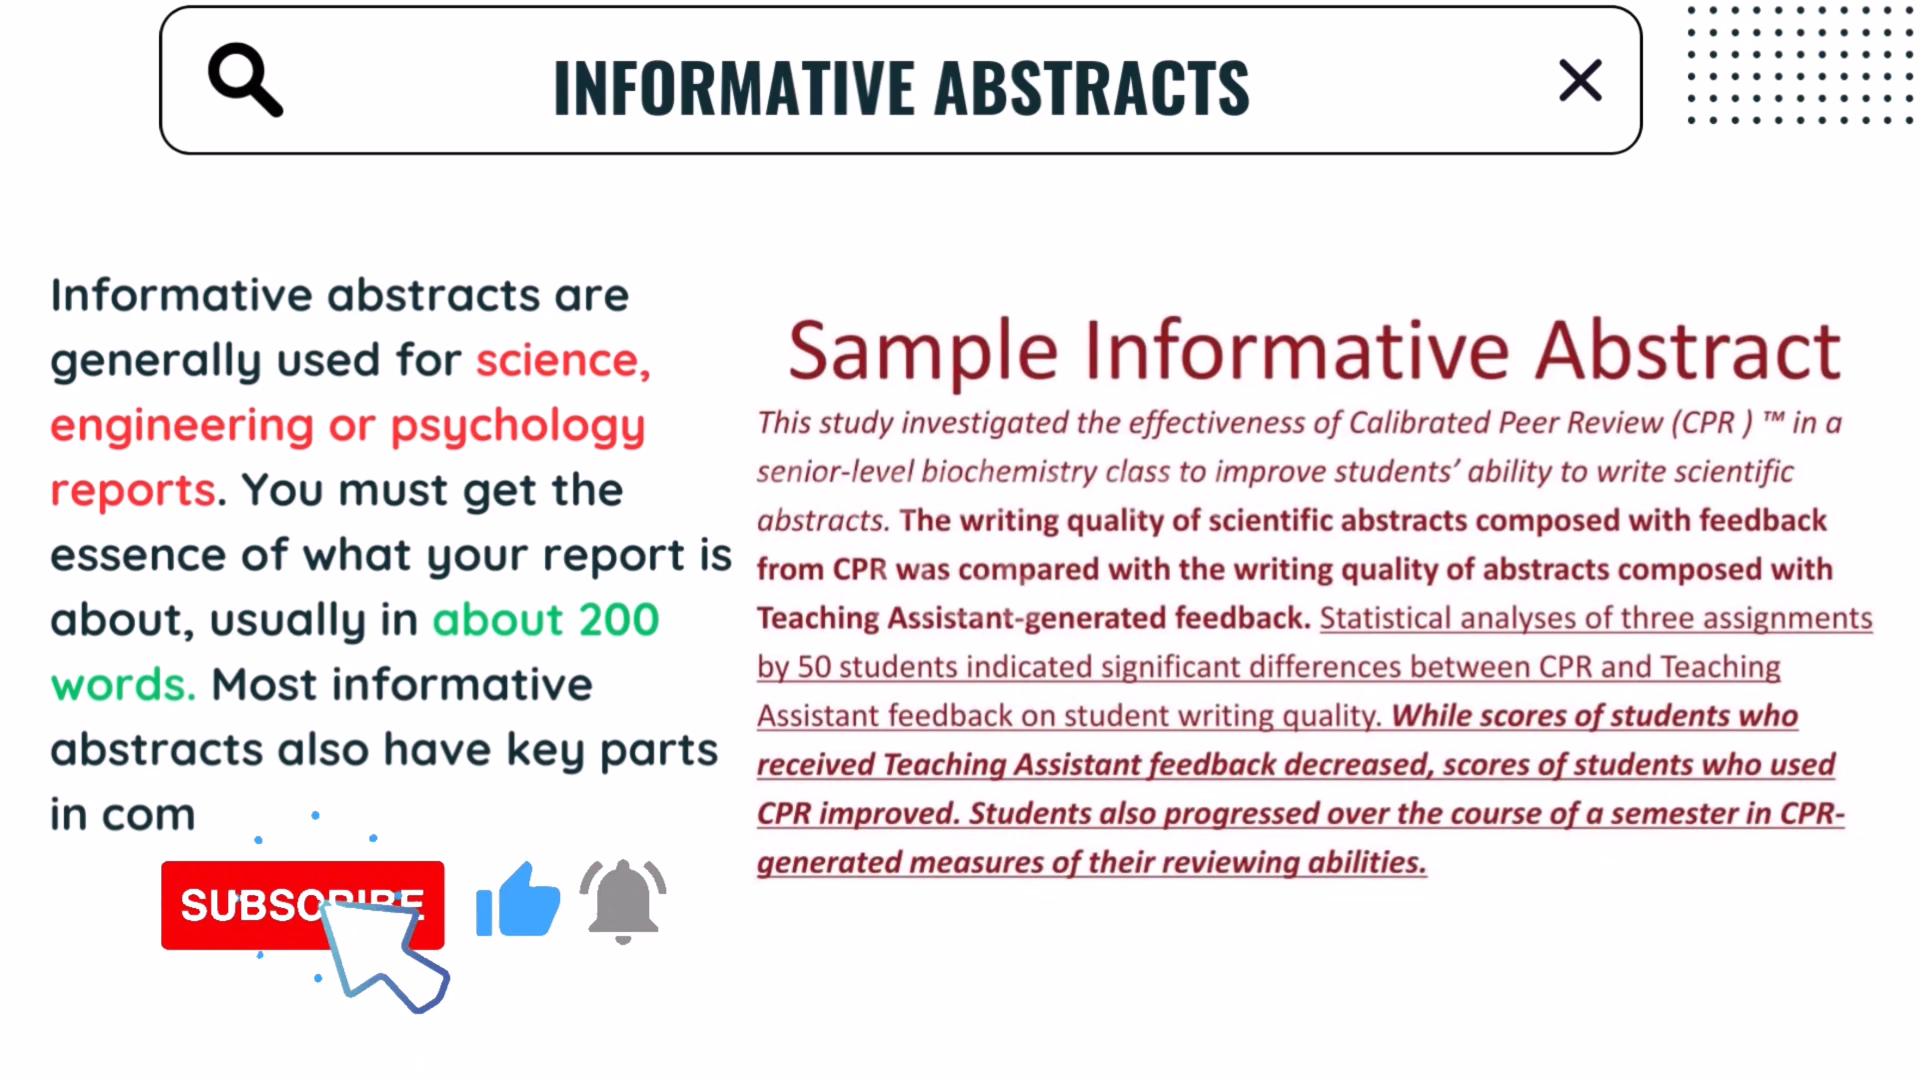 INFORMATIVE ABSTRACTS
Informative abstracts are
generally used for science,
engineering or psychology
reports. You must get the
essence of what your report is
about, usually in about 200
words. Most informative
abstracts also have key parts
in com
SUBSCRIBE
Sample Informative Abstract
This study investigated the effectiveness of Calibrated Peer Review (CPR ) ™ in a
senior-level biochemistry class to improve students’ ability to write scientific
abstracts. The writing quality of scientific abstracts composed with feedback
from CPR was compared with the writing quality of abstracts composed with
Teaching Assistant-generated feedback. Statistical analyses of three assignments
by 50 students indicated significant differences between CPR and Teaching
Assistant feedback on student writing quality. While scores of students who
received Teaching Assistant feedback decreased, scores of students who used
CPR improved. Students also progressed over the course of a semester in CPR-
generated measures of their reviewing abilities.